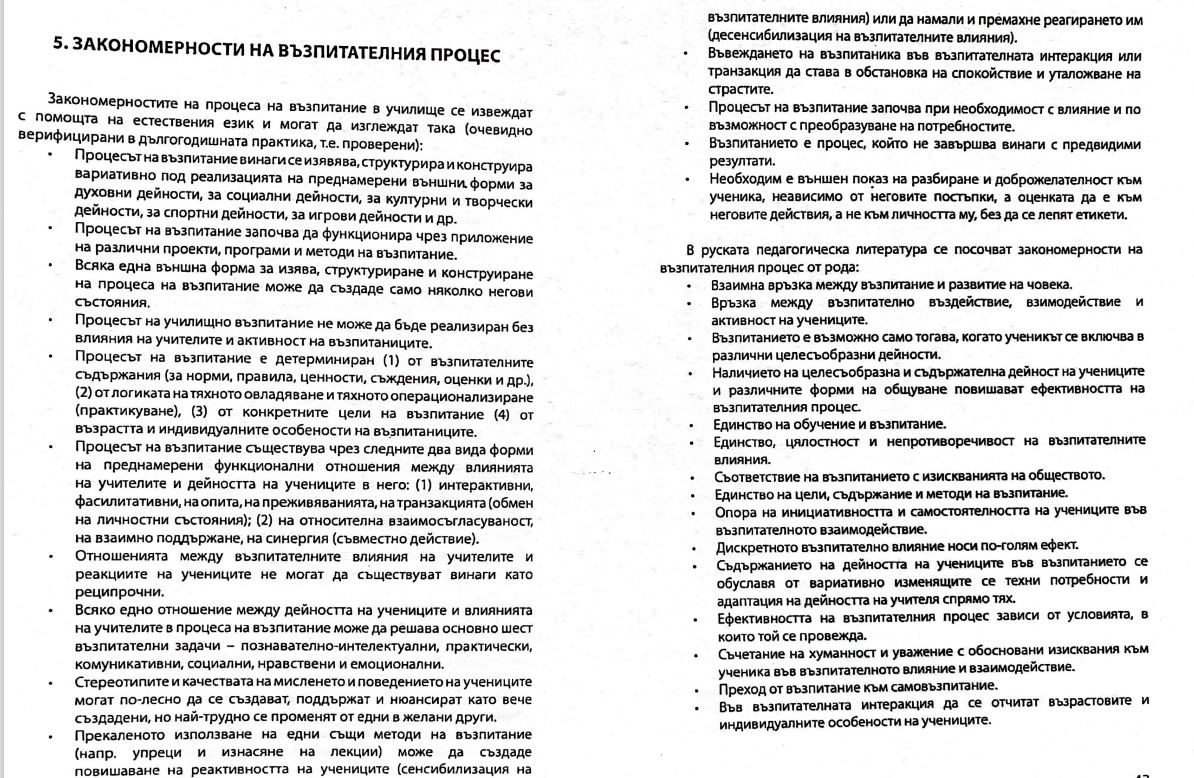 5. ЗАКОНОМЕРНОСТИ НА ВЪЗПИТАТЕЛНИЯ ПРОЦЕС
Закономерностите на процеса на възпитание в училище се извеждат
с помощта на естествения език и могат да изглеждат така (очевидно
верифицирани в дългогодишната практика, т.е. проверени):
• Процесът на възпитание винаги се изявява, структурира и конструира
вариативно под реализацията на преднамерени външни форми за
духовни дейности, за социални дейности, за културни и творчески
дейности, за спортни дейности, за игрови дейности и др.
• Процесът на възпитание започва да функционира чрез приложение
на различни проекти, програми и методи на възпитание.
• Всяка една външна форма за изява, структуриране и конструиране
на процеса на възпитание може да създаде само няколко негови
състояния.
• Процесът на училищно възпитание не може да бъде реализиран без
влияния на учителите и активност на възпитаниците.
• Процесът на възпитание е детерминиран (1) от възпитателните
съдържания (за норми, правила, ценности, съждения, оценки и др.),
(2) от логиката на тяхното овладяване и тяхното операционализиране
(практикуване), (3) от конкретните цели на възпитание (4) от
възрастта и индивидуалните особености на възпитаниците.
• Процесът на възпитание съществува чрез следните два вида форми
на преднамерени функционални отношения между влиянията
на учителите и дейността на учениците в него: (1) интерактивни,
фасилитативни, на опита, на преживяванията, на транзакцията (обмен
на личностни състояния); (2) на относителна взаимосъгласуваност,
на взаимно поддържане, на синергия (съвместно действие).
• Отношенията между възпитателните влияния на учителите и
реакциите на учениците не могат да съществуват винаги като
реципрочни.
• Всяко едно отношение между дейността на учениците и влиянията
на учителите в процеса на възпитание може да решава основно шест
възпитателни задачи – познавателно-интелектуални, практически,
комуникативни, социални, нравствени и емоционални.
• Стереотипите и качествата на мисленето и поведението на учениците
могат по-лесно да се създават, поддържат и нюансират като вече
създадени, но най-трудно се променят от едни в желани други.
• Прекаленото използване на едни същи методи на възпитание
(напр. упреци и изнасяне на лекции) може да създаде
повишаване на реактивността на учениците (сенсибилизация на
възпитателните влияния) или да намали и премахне реагирането им
(десенсибилизация на възпитателните влияния).
• Въвеждането на възпитаника във възпитателната интеракция или
транзакция да става в обстановка на спокойствие и уталожване на
страстите.
• Процесът на възпитание започва при необходимост с влияние и по
възможност с преобразуване на потребностите.
• Възпитанието е процес, който не завършва винаги с предвидими
резултати.
• Необходим е външен показ на разбиране и доброжелателност към
ученика, независимо от неговите постъпки, а оценката да е към
неговите действия, а не към личността му, без да се лепят етикети.
В руската педагогическа литература се посочват закономерности на
възпитателния процес от рода:
• Взаимна връзка между възпитание и развитие на човека.
• Връзка между възпитателно въздействие, взимодействие и
активност на учениците.
• Възпитанието е възможно само тогава, когато ученикът се включва в
различни целесъобразни дейности.
• Наличието на целесъобразна и съдържателна дейност на учениците
и различните форми на общуване повишават ефективността на
възпитателния процес.
• Единство на обучение и възпитание.
• Единство, цялостност и непротиворечивост на възпитателните
влияния.
• Съответствие на възпитанието с изискванията на обществото.
• Единство на цели, съдържание и методи на възпитание.
• Опора на инициативността и самостоятелността на учениците във
възпитателното взаимодействие.
• Дискретното възпитателно влияние носи по-голям ефект.
• Съдържанието на дейността на учениците във възпитанието се
обуславя от вариативно изменящите се техни потребности и
адаптация на дейността на учителя спрямо тях.
• Ефективността на възпитателния процес зависи от условията, в
които той се провежда.
• Съчетание на хуманност и уважение с обосновани изисквания към
ученика във възпитателното влияние и взаимодействие.
• Преход от възпитание към самовъзпитание.
• Във възпитателната интеракция да се отчитат възрастовите и
индивидуалните особености на учениците.